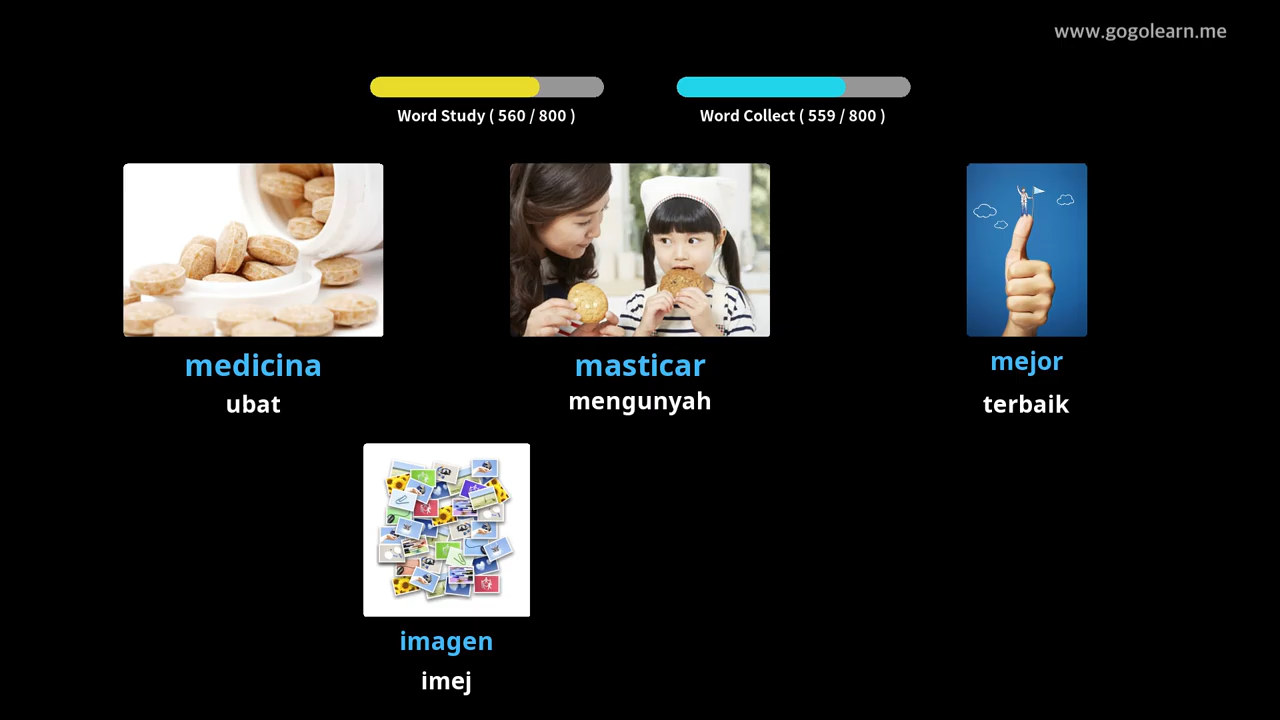 www.gogolearn.me
Word Study ( 560 / 800 )
Word Collect ( 559 / 800 )
medicina
ubat
masticar
mengunyah
mejor
terbaik
imagen
imej